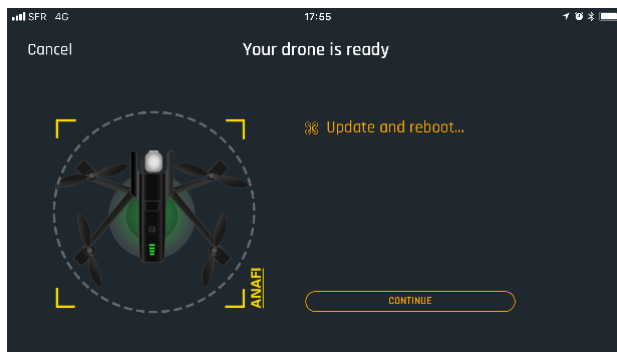 SFR 4G 17:55
Cancel Your drone is ready
Update and reboot...
ANAFI
CONTINUE